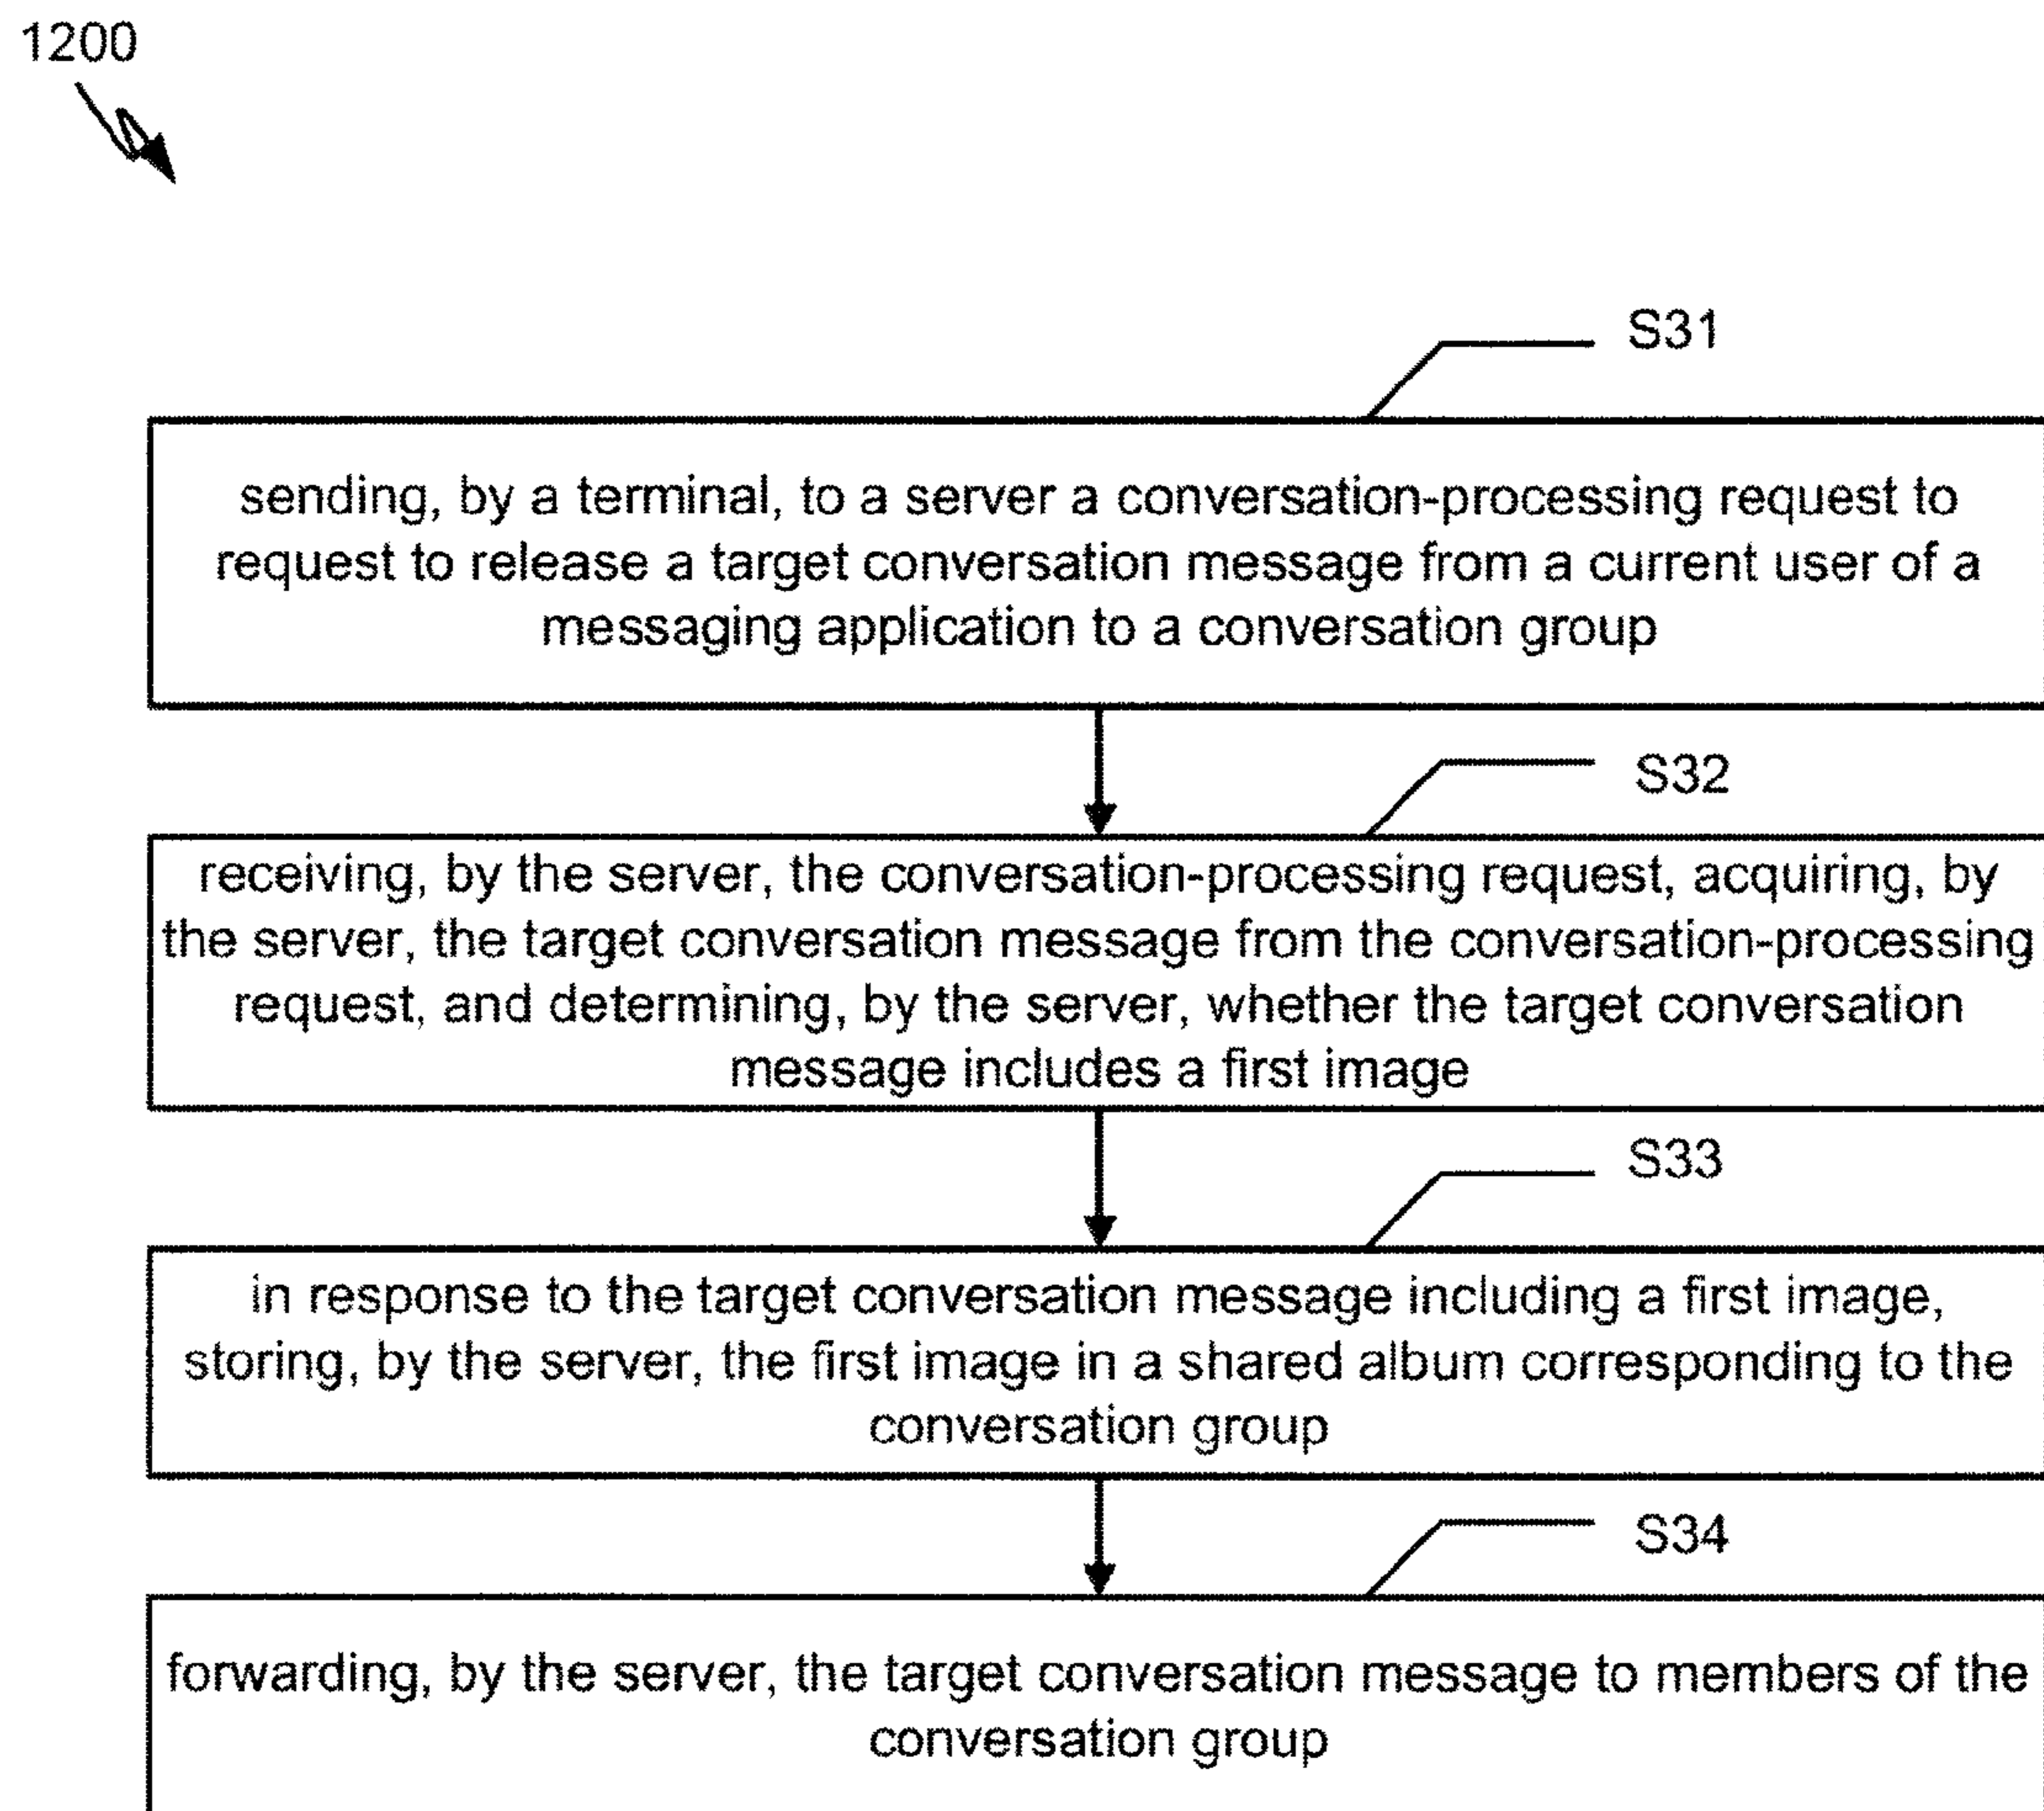 1200
S31
sending, by a terminal, to a server a conversation-processing request to
request to release a target conversation message from a current user of a
messaging application to a conversation group
S32
receiving, by the server, the conversation-processing request, acquiring, by
the server, the target conversation message from the conversation-processing
request, and determining, by the server, whether the target conversation
message includes a first image
S33
in response to the target conversation message including a first image,
storing, by the server, the first image in a shared album corresponding to the
conversation group
S34
forwarding, by the server, the target conversation message to members of the
conversation group